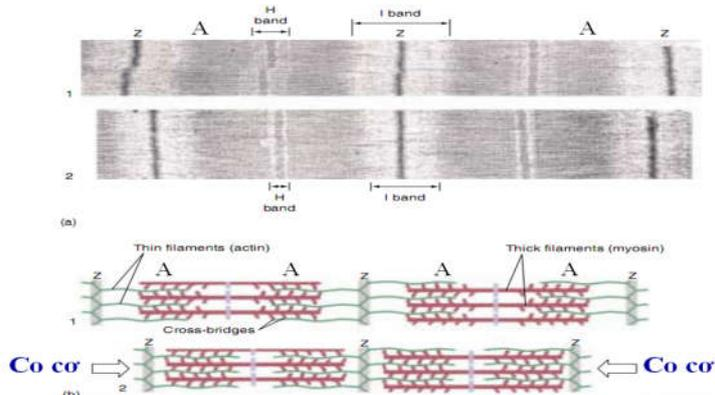 H band
I band
Z A Z A Z
1
2
H band
I band
(a)
Thin filaments (actin)
Thick filaments (myosin)
Z A A Z A A Z
1
Cross-bridges
Z Z Z
Co cơ Co cơ
2
(b)